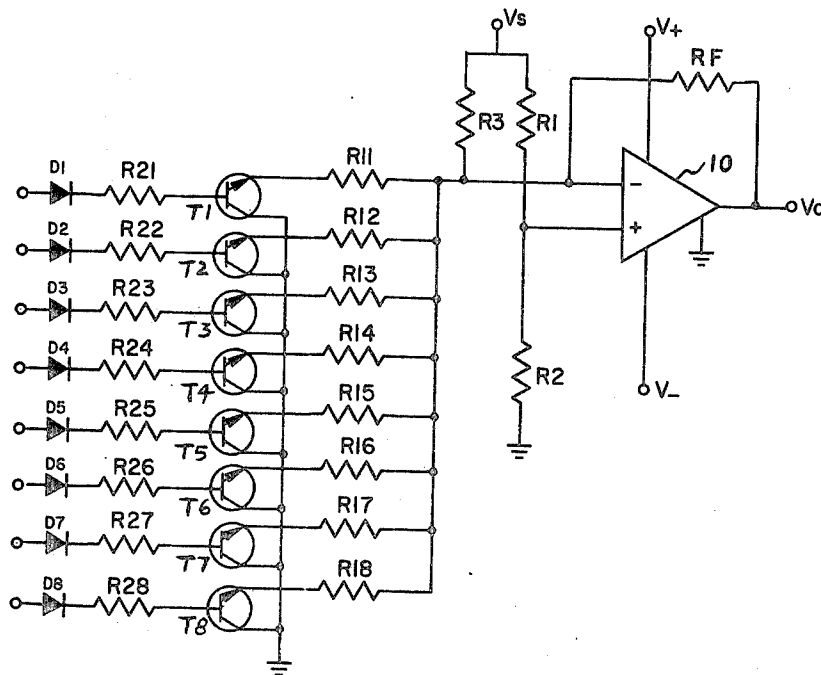 Vs
V+
RF
R3
R1
10
D1
R21
R11
T1
Vo
D2
R22
R12
T2
D3
R23
R13
T3
D4
R24
R14
T4
R2
V-
D5
R25
R15
T5
D6
R26
R16
T6
D7
R27
R17
T7
D8
R28
R18
T8
-
+